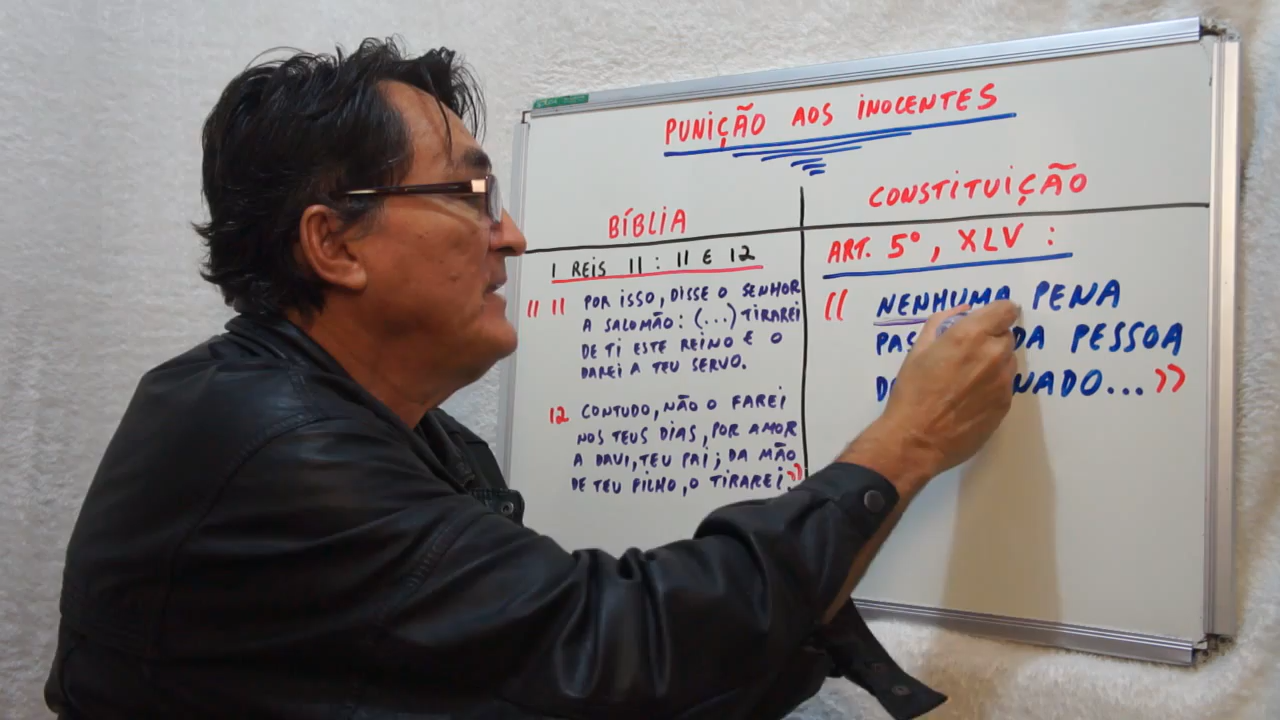 PUNIÇÃO AOS INOCENTES
BÍBLIA
1 REIS 11 : 11 E 12
" 11 POR ISSO, DISSE O SENHOR
A SALOMÃO: (...) TIRAREI
DE TI ESTE REINO E O
DAREI A TEU SERVO.
12 CONTUDO, NÃO O FAREI
NOS TEUS DIAS, POR AMOR
A DAVI, TEU PAI; DA MÃO
DE TEU FILHO, O TIRAREI."
CONSTITUIÇÃO
ART. 5º, XLV :
" NENHUMA PENA
DA PESSOA
NADO..."